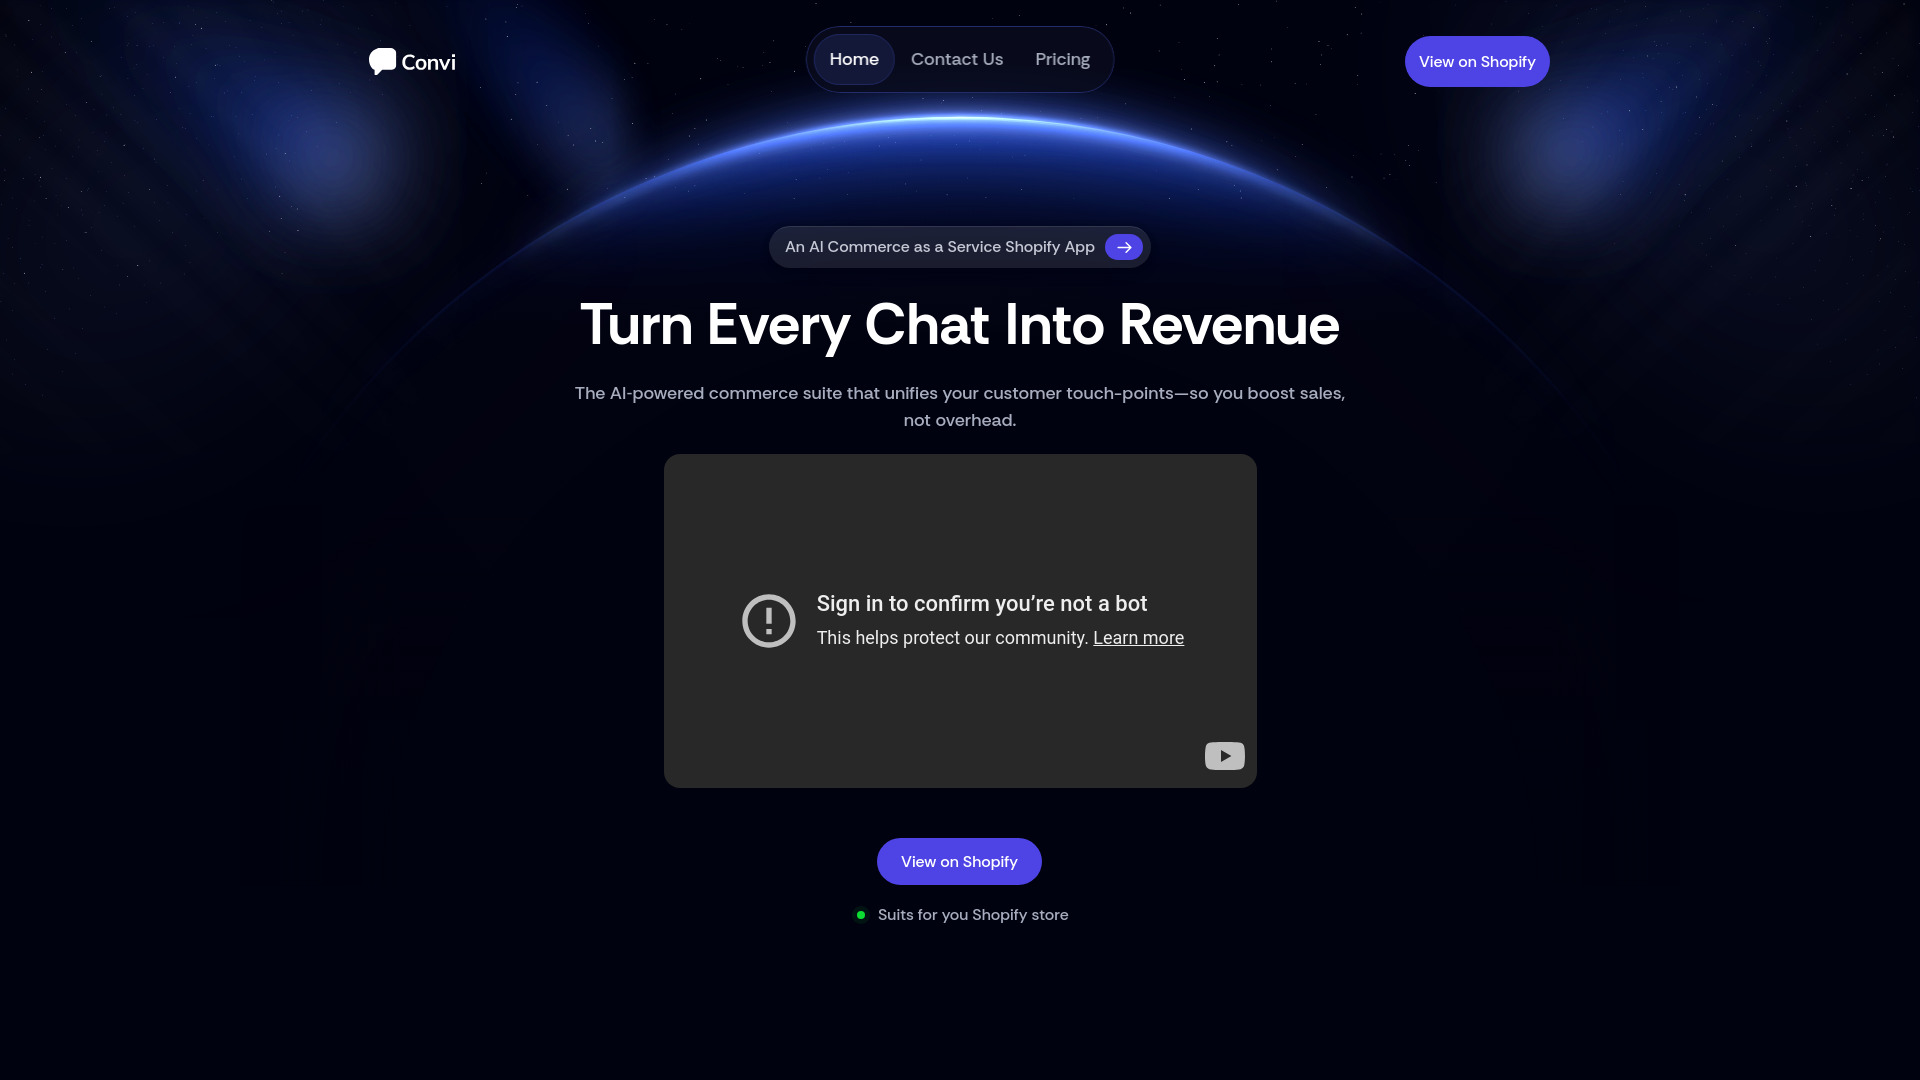 Convi
Home
Contact Us
Pricing
View on Shopify
An AI Commerce as a Service Shopify App
Turn Every Chat Into Revenue
The AI-powered commerce suite that unifies your customer touch-points—so you boost sales,
not overhead.
Sign in to confirm you’re not a bot
This helps protect our community. Learn more
View on Shopify
Suits for you Shopify store